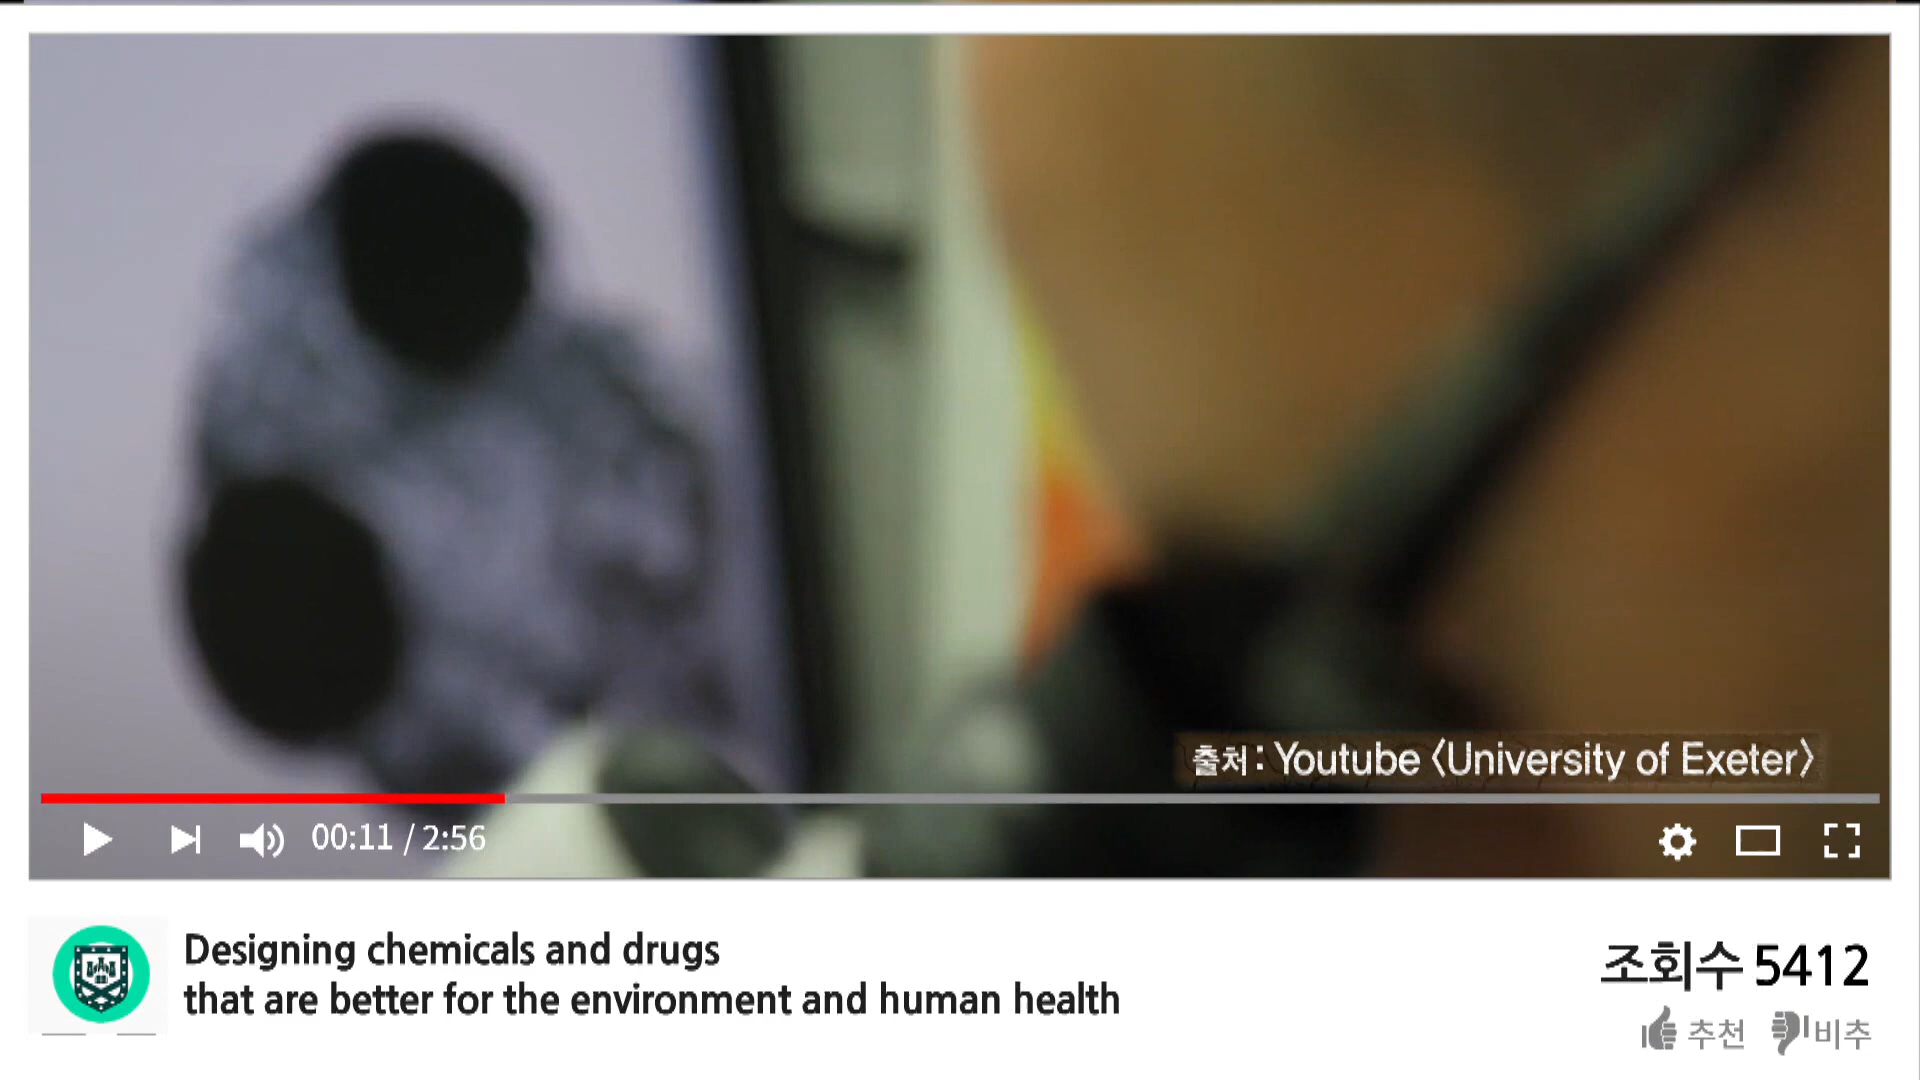 출처: Youtube <University of Exeter>
00:11 / 2:56
Designing chemicals and drugs
that are better for the environment and human health
조회수 5412
추천 비추